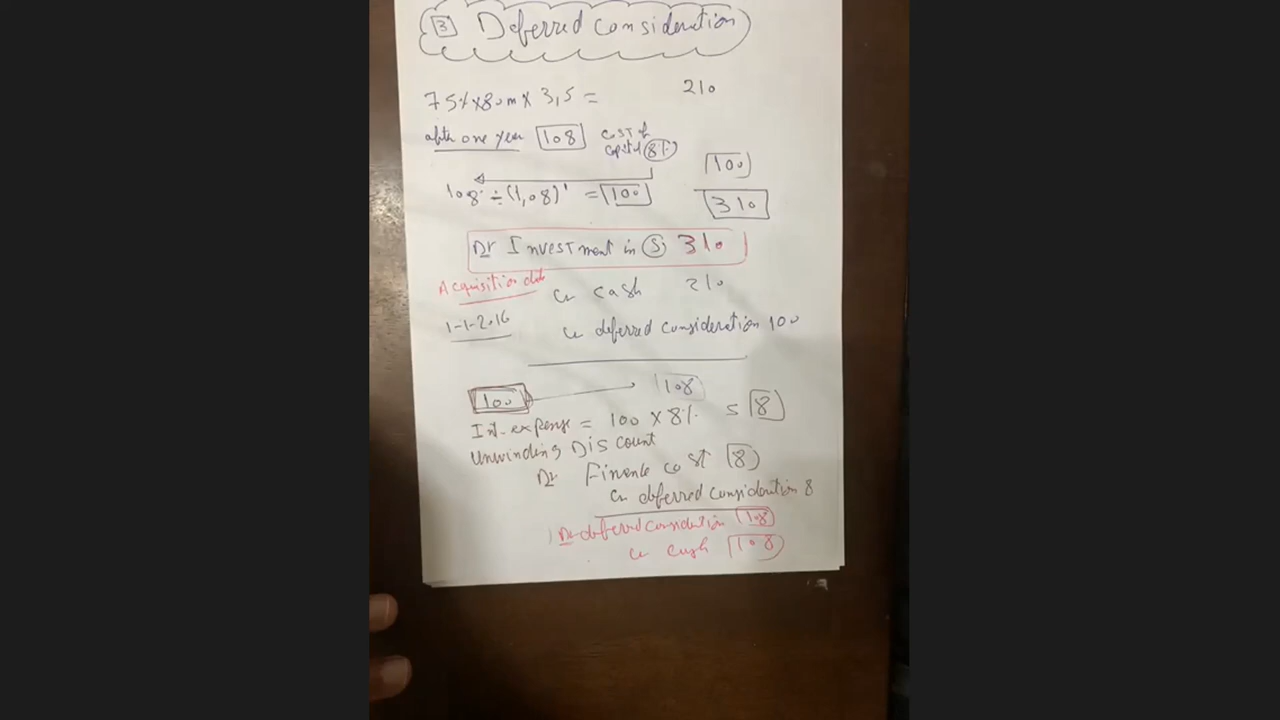 3 Deferred consideration
75% x 80m x 3,5 = 210
after one year 108 cost of capital 8%
100
108 ÷ (1,08)¹ = 100 310
Dr Investment in S 310
Acquisition date Cr cash 210
1-1-2016 Cr deferred consideration 100
100 108
Int. expense = 100 x 8% = 8
Unwinding Discount
Dr Finance cost 8
Cr deferred consideration 8
Dr deferred consideration 108
Cr cash 108